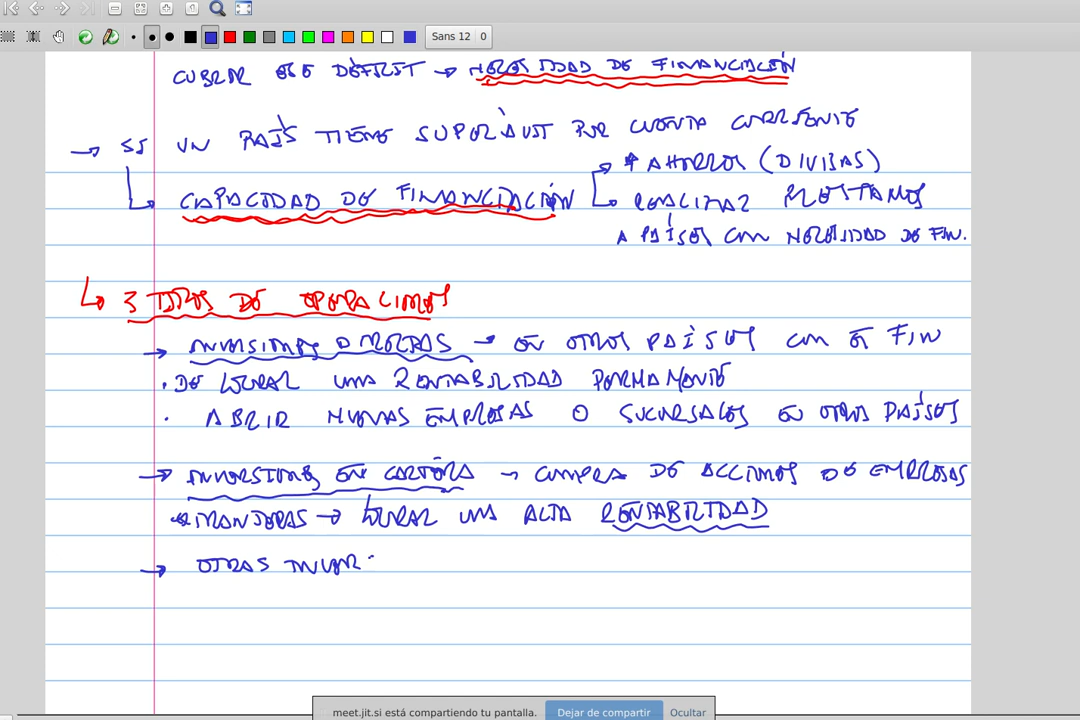 Sans 12 0
CUBRIR ESE DÉFICIT → NECESIDAD DE FINANCIACIÓN
→ SI UN PAÍS TIENE SUPERÁVIT POR CUENTA CORRIENTE
↳ CAPACIDAD DE FINANCIACIÓN → AHORROS (DIVISAS)
↳ REALIZAR PRÉSTAMOS
A PAÍSES CON NECESIDAD DE FIN.
↳ 3 TIPOS DE OPERACIONES
→ INVERSIONES DIRECTAS → EN OTROS PAÍSES CON EL FIN
· DE LOGRAR UNA RENTABILIDAD PERMANENTE
· ABRIR NUEVAS EMPRESAS O SUCURSALES EN OTROS PAÍSES
→ INVERSIONES EN CARTERA → COMPRA DE ACCIONES DE EMPRESAS
EXTRANJERAS → LOGRAR UNA ALTA RENTABILIDAD
→ OTRAS INVER
meet.jit.si está compartiendo tu pantalla. Dejar de compartir Ocultar